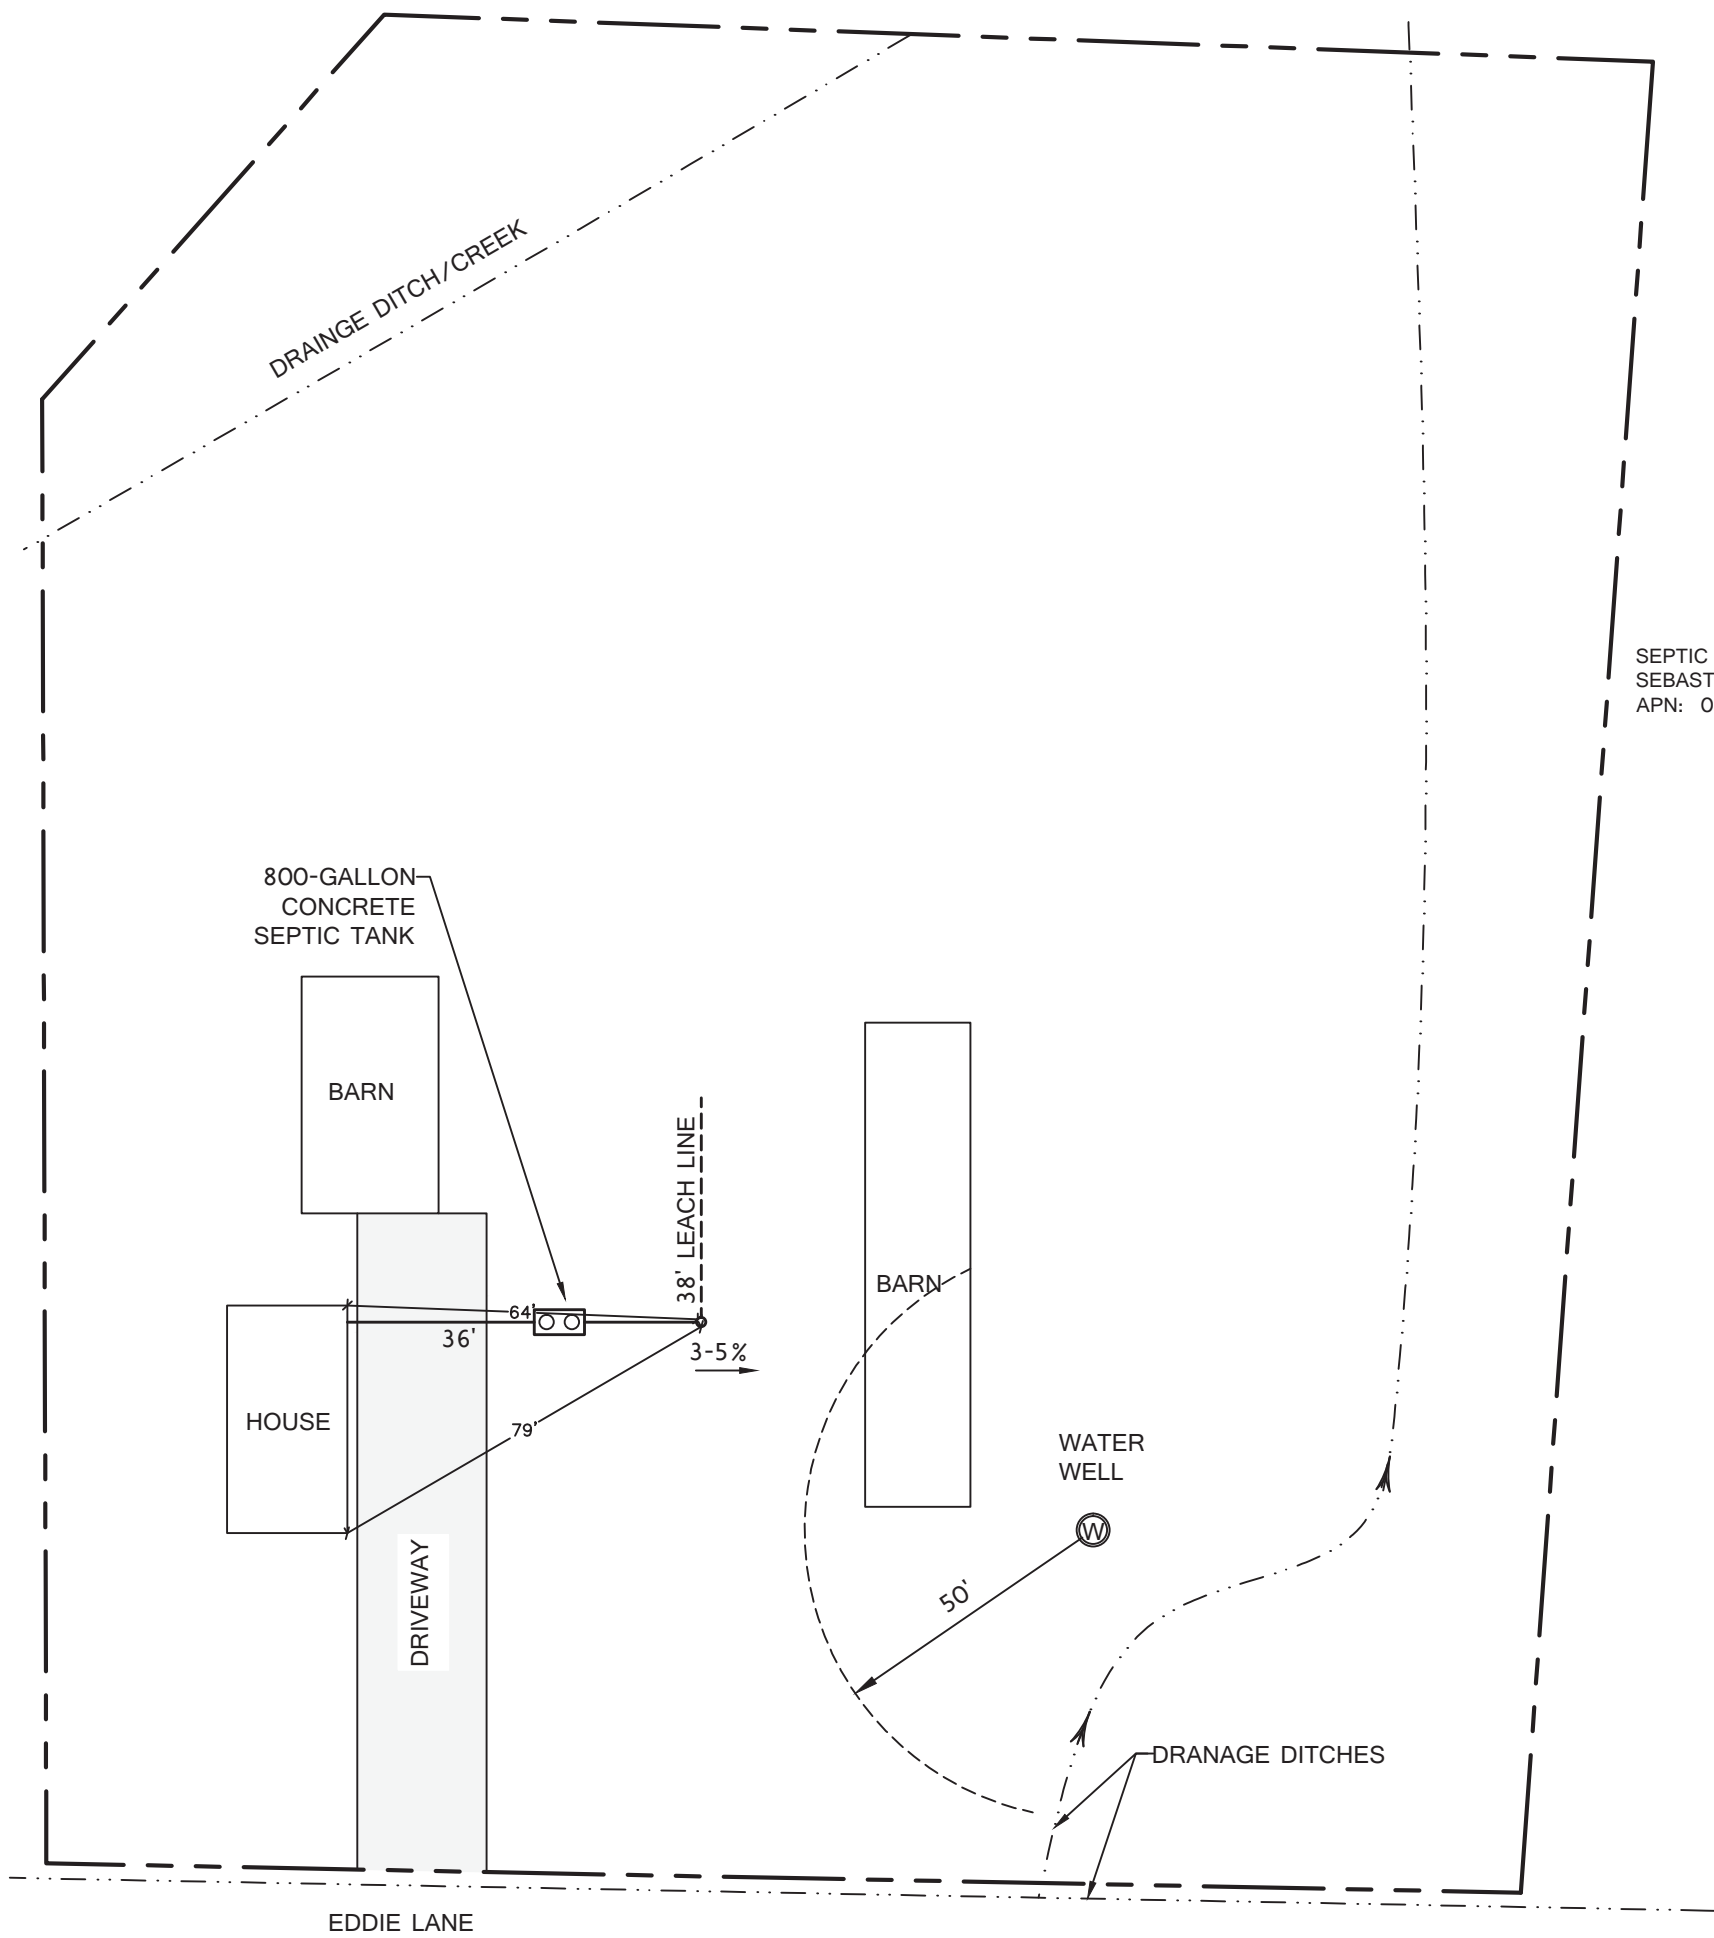 DRAINGE DITCH/CREEK
SEPTIC
SEBAST
APN: 0
800-GALLON
CONCRETE
SEPTIC TANK
BARN
38' LEACH LINE
BARN
64'
36'
3-5%
HOUSE
79'
WATER
WELL
W
DRIVEWAY
50'
DRANAGE DITCHES
EDDIE LANE